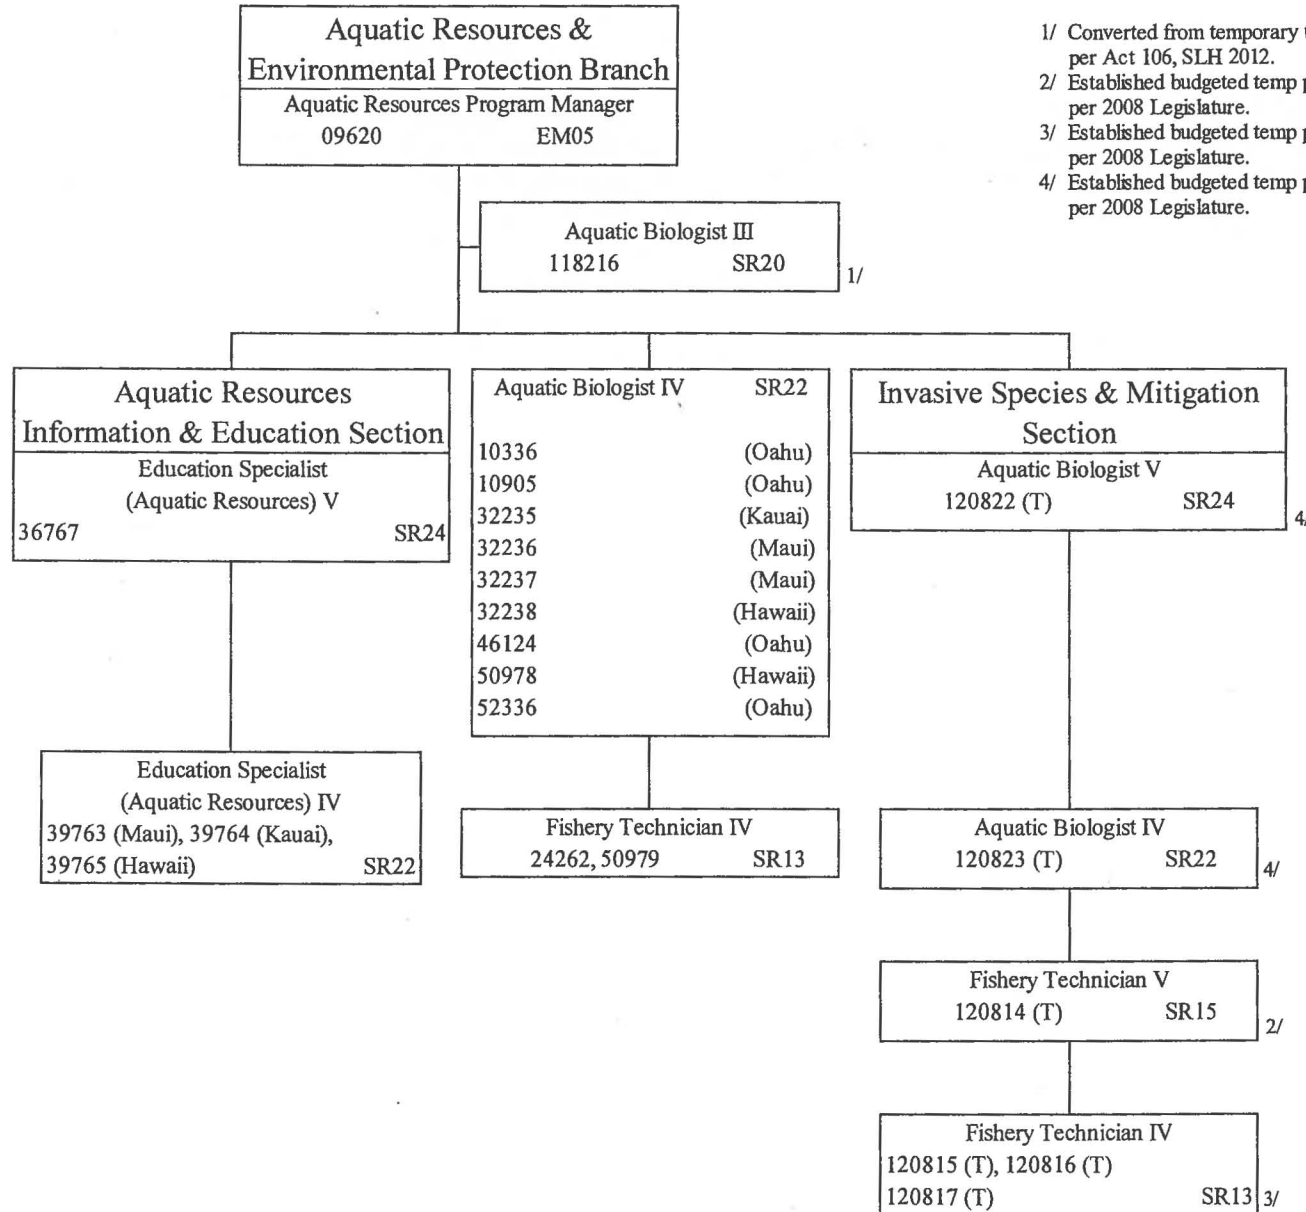 Aquatic Resources &
Environmental Protection Branch
Aquatic Resources Program Manager
09620 EM05
1/ Converted from temporary
per Act 106, SLH 2012.
2/ Established budgeted temp
per 2008 Legislature.
3/ Established budgeted temp
per 2008 Legislature.
4/ Established budgeted temp
per 2008 Legislature.
Aquatic Biologist III
118216 SR20
1/
Aquatic Resources
Information & Education Section
Education Specialist
(Aquatic Resources) V
36767 SR24
Aquatic Biologist IV SR22
10336 (Oahu)
10905 (Oahu)
32235 (Kauai)
32236 (Maui)
32237 (Maui)
32238 (Hawaii)
46124 (Oahu)
50978 (Hawaii)
52336 (Oahu)
Invasive Species & Mitigation
Section
Aquatic Biologist V
120822 (T) SR24
4/
Education Specialist
(Aquatic Resources) IV
39763 (Maui), 39764 (Kauai),
39765 (Hawaii) SR22
Fishery Technician IV
24262, 50979 SR13
Aquatic Biologist IV
120823 (T) SR22
4/
Fishery Technician V
120814 (T) SR15
2/
Fishery Technician IV
120815 (T), 120816 (T)
120817 (T) SR13 3/